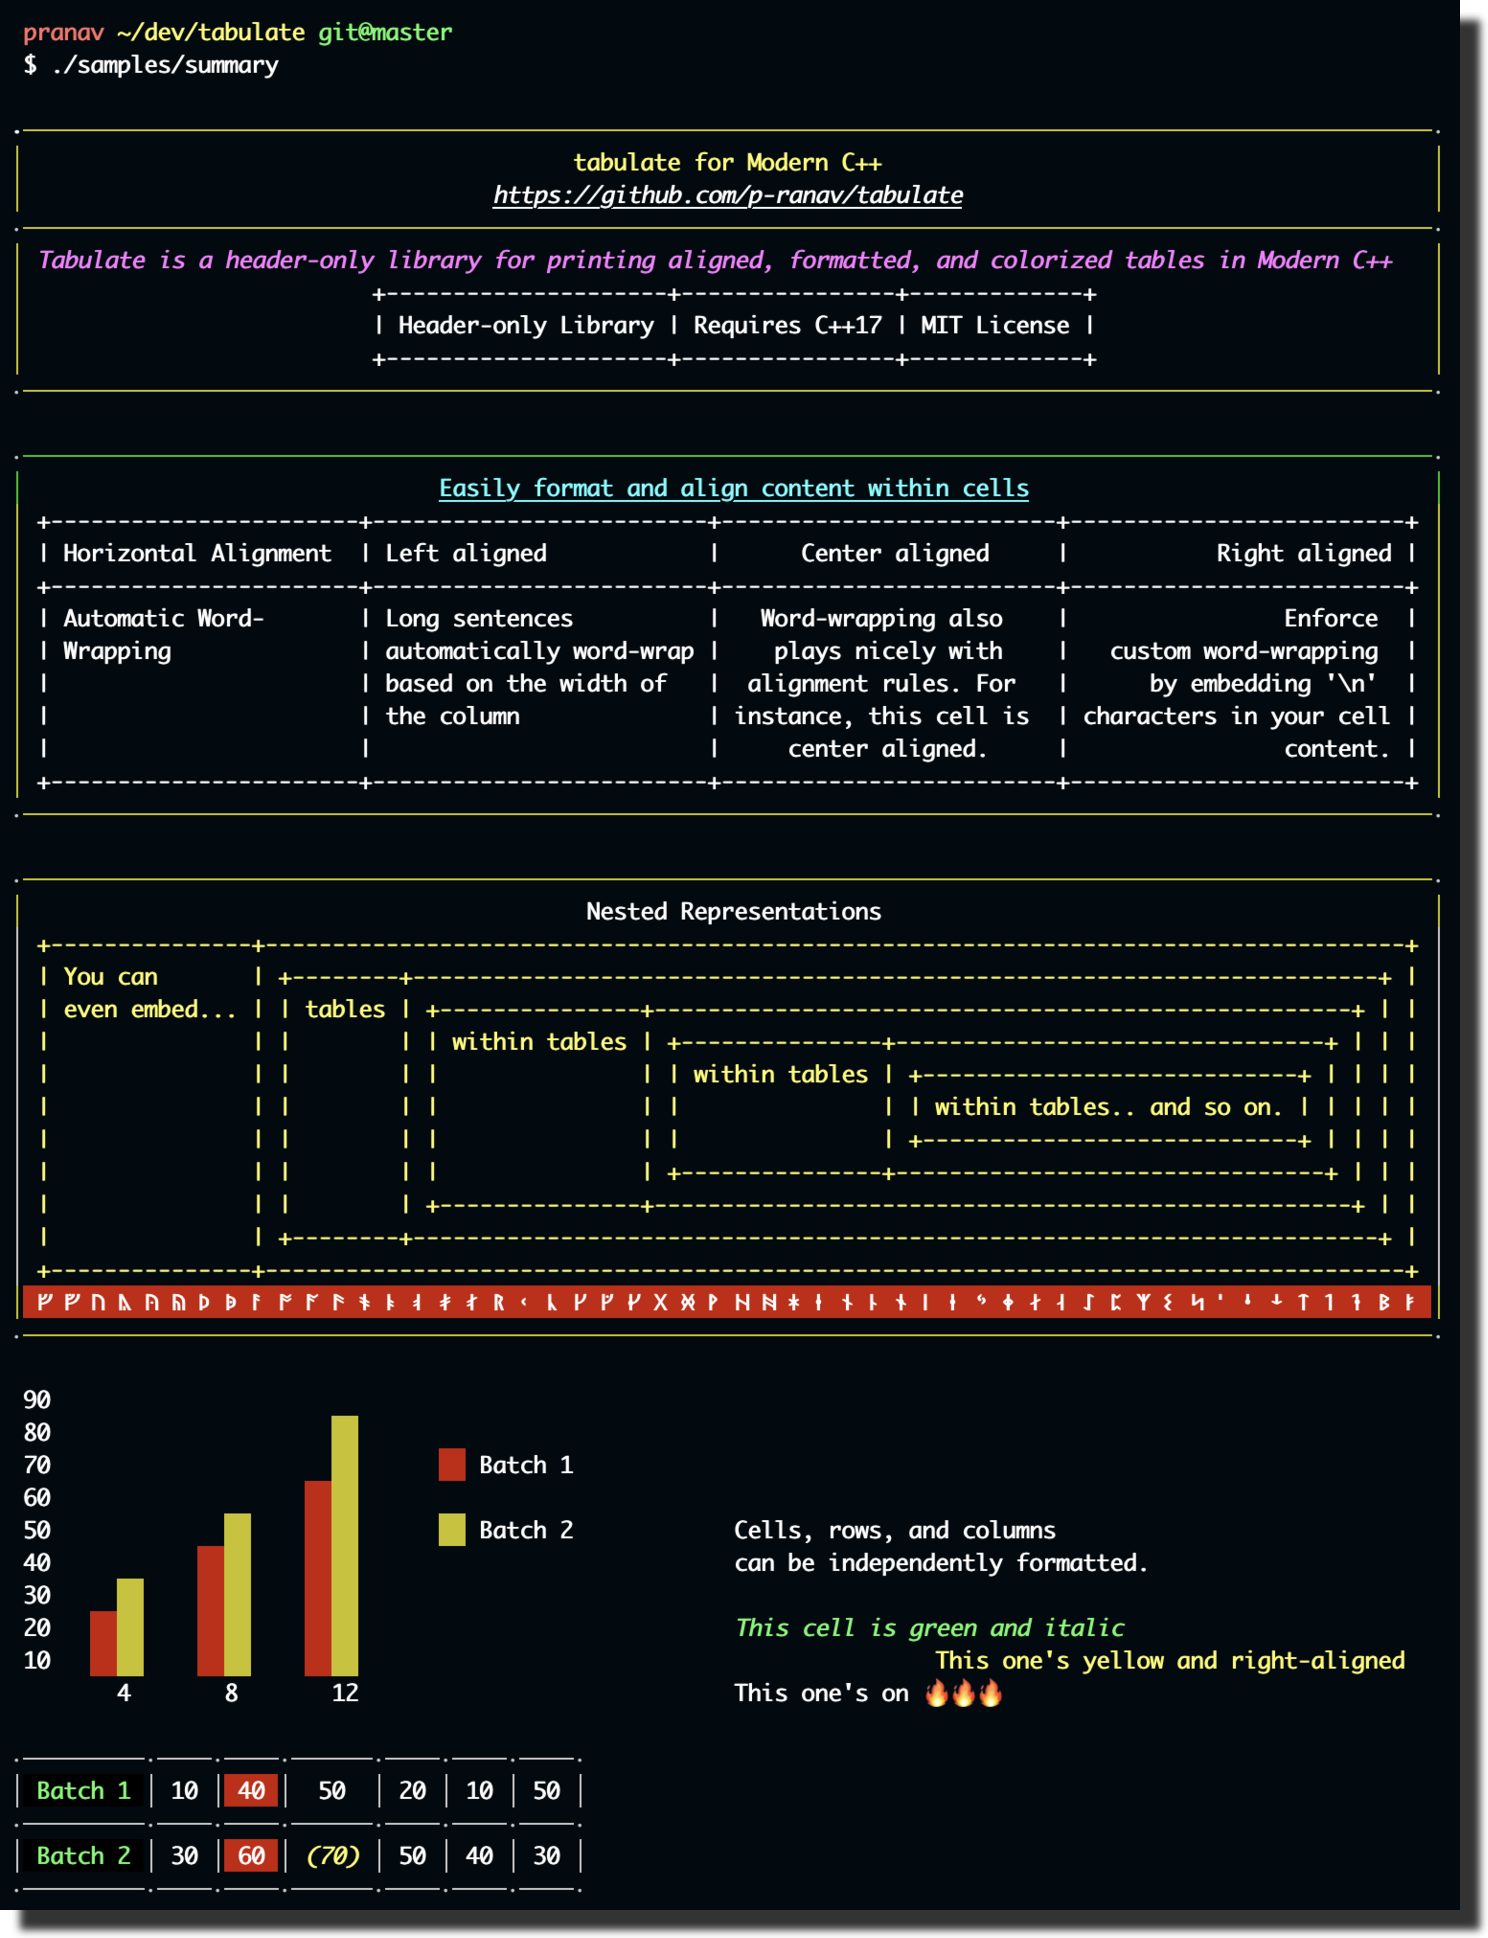 pranav ~/dev/tabulate git@master
$ ./samples/summary
tabulate for Modern C++
https://github.com/p-ranav/tabulate
Tabulate is a header-only library for printing aligned, formatted, and colorized tables in Modern C++
Header-only Library | Requires C++17 | MIT License
Easily format and align content within cells
Horizontal Alignment | Left aligned | Center aligned | Right aligned
Automatic Word- | Long sentences | Word-wrapping also | Enforce
Wrapping | automatically word-wrap | plays nicely with | custom word-wrapping
based on the width of | alignment rules. For | by embedding '\n'
the column | instance, this cell is | characters in your cell
center aligned. | content.
Nested Representations
You can
even embed... | tables
within tables
within tables
within tables.. and so on.
90
80
70 Batch 1
60
50 Batch 2 Cells, rows, and columns
40 can be independently formatted.
30
20 This cell is green and italic
10 This one's yellow and right-aligned
4 8 12 This one's on 🔥🔥🔥
Batch 1 | 10 | 40 | 50 | 20 | 10 | 50
Batch 2 | 30 | 60 | (70) | 50 | 40 | 30